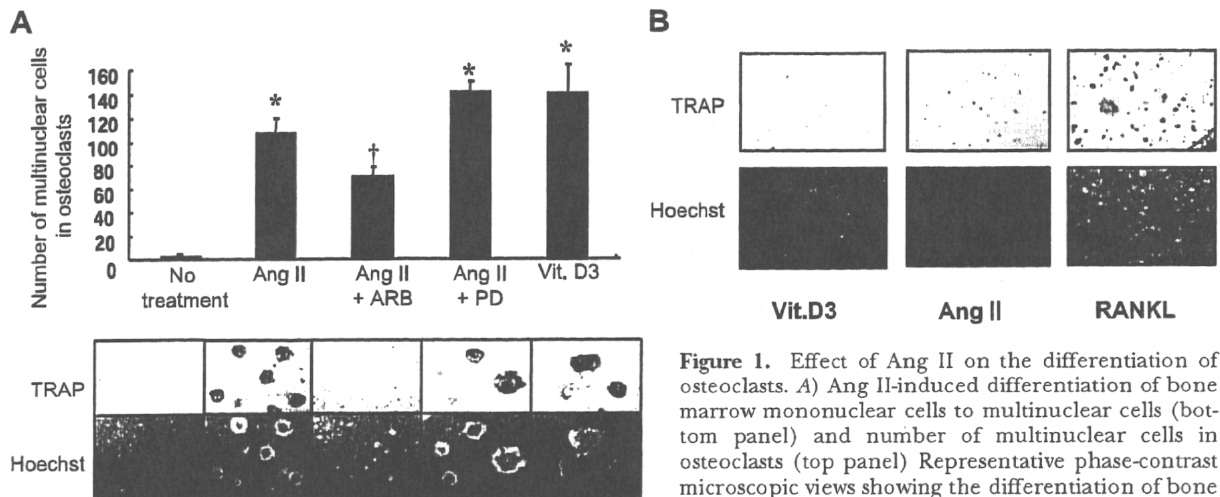 A
Number of multinuclear cells
in osteoclasts
160
140
120
100
80
60
40
20
0
*
†
*
*
No
treatment
Ang II
Ang II
+ ARB
Ang II
+ PD
Vit. D3
TRAP
Hoechst
B
TRAP
Hoechst
Vit.D3
Ang II
RANKL
Figure 1. Effect of Ang II on the differentiation of
osteoclasts. A) Ang II-induced differentiation of bone
marrow mononuclear cells to multinuclear cells (bot-
tom panel) and number of multinuclear cells in
osteoclasts (top panel) Representative phase-contrast
microscopic views showing the differentiation of bone